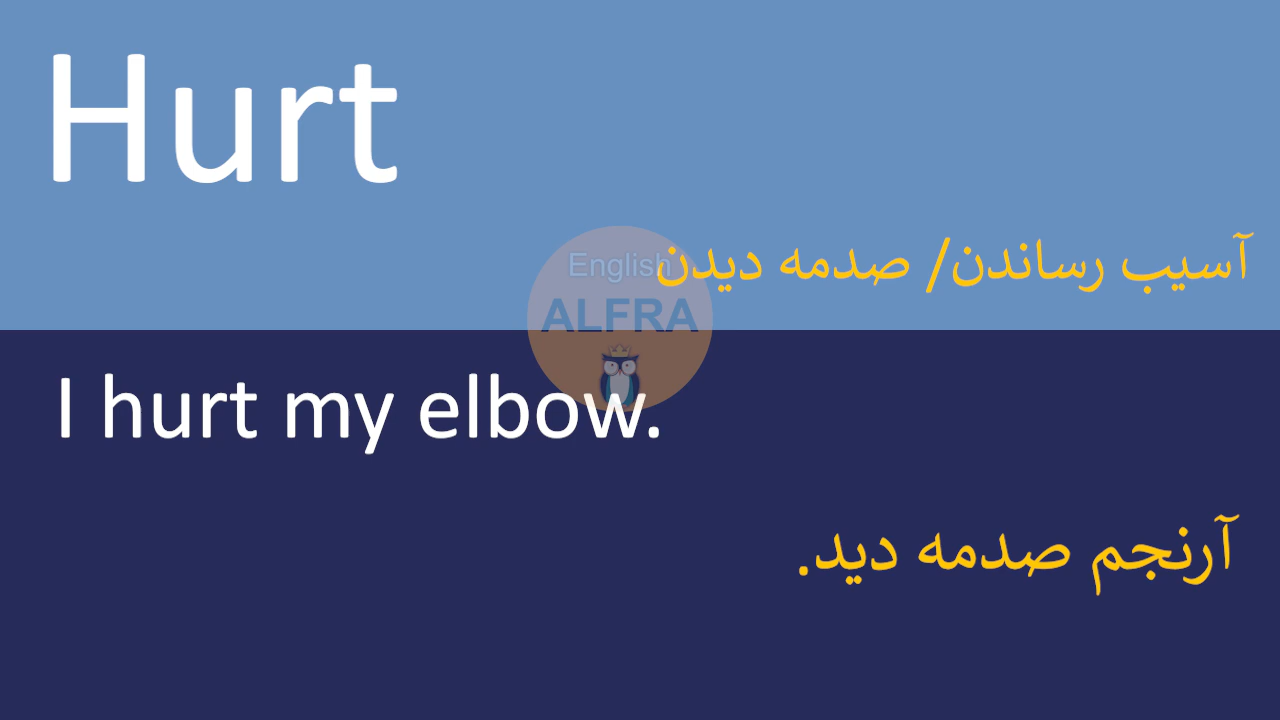 Hurt
آسیب رساندن/ صدمه دیدن
English
ALFRA
I hurt my elbow.
آرنجم صدمه دید.